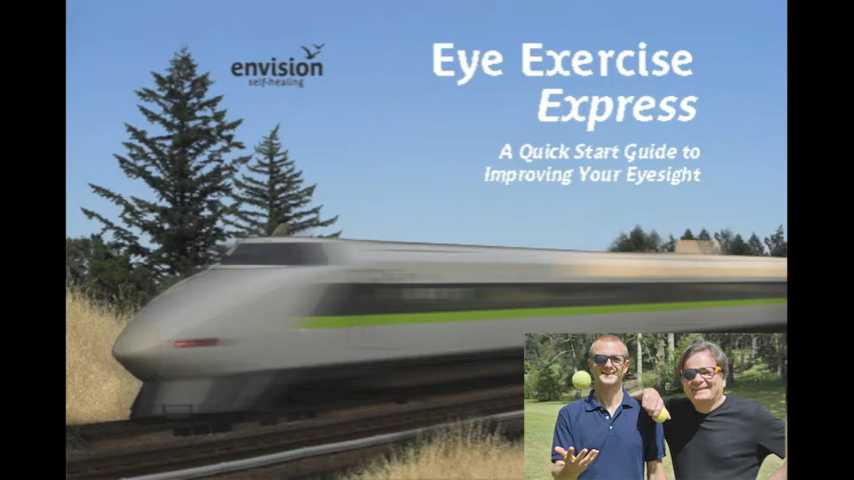 envision
self-healing
Eye Exercise
Express
A Quick Start Guide to
Improving Your Eyesight